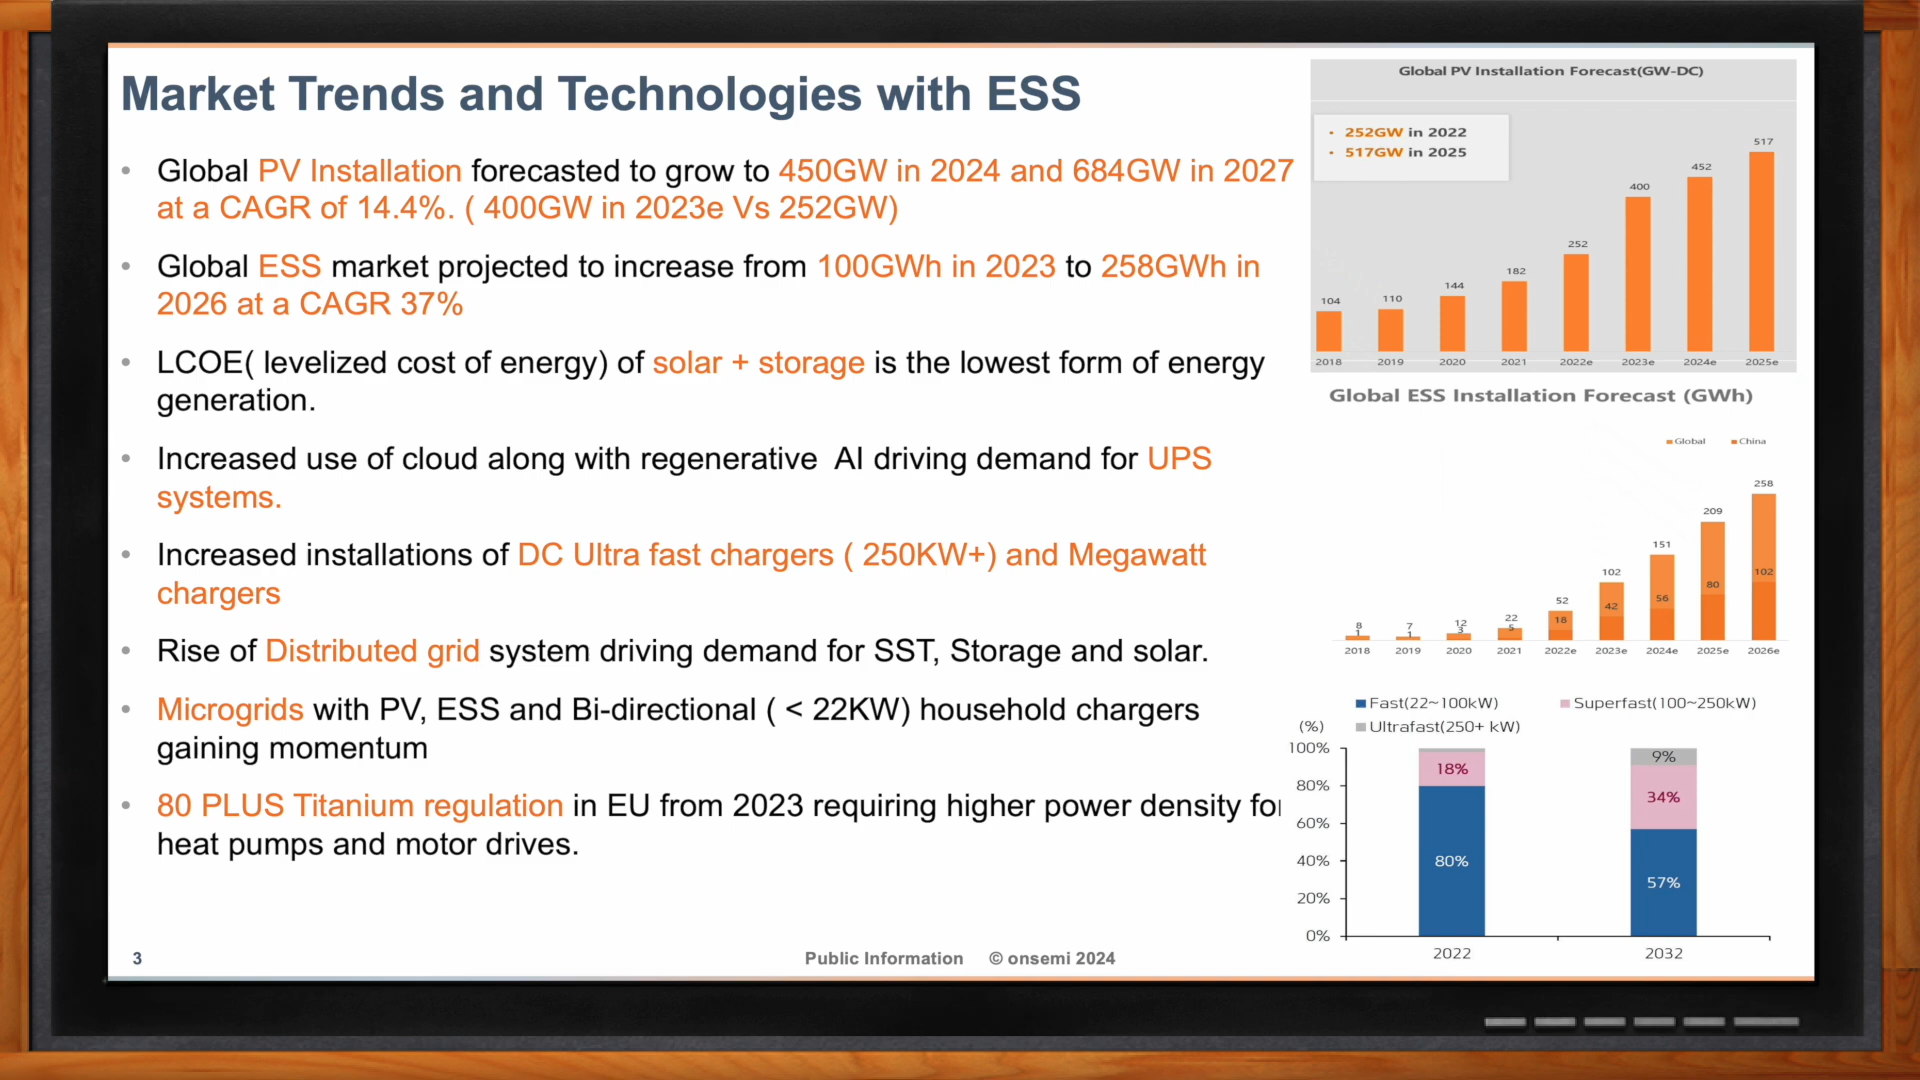 Market Trends and Technologies with ESS
• Global PV Installation forecasted to grow to 450GW in 2024 and 684GW in 2027
at a CAGR of 14.4%. ( 400GW in 2023e Vs 252GW)
• Global ESS market projected to increase from 100GWh in 2023 to 258GWh in
2026 at a CAGR 37%
• LCOE( levelized cost of energy) of solar + storage is the lowest form of energy
generation.
• Increased use of cloud along with regenerative AI driving demand for UPS
systems.
• Increased installations of DC Ultra fast chargers ( 250KW+) and Megawatt
chargers
• Rise of Distributed grid system driving demand for SST, Storage and solar.
• Microgrids with PV, ESS and Bi-directional ( < 22KW) household chargers
gaining momentum
• 80 PLUS Titanium regulation in EU from 2023 requiring higher power density for
heat pumps and motor drives.
Global PV Installation Forecast(GW-DC)
• 252GW in 2022
• 517GW in 2025
104 110 144 182 252 400 452 517
2018 2019 2020 2021 2022e 2023e 2024e 2025e
Global ESS Installation Forecast (GWh)
Global China
8 7 12 22 52 102 151 209 258
1 1 3 5 18 42 56 80 102
2018 2019 2020 2021 2022e 2023e 2024e 2025e 2026e
Fast(22~100kW) Superfast(100~250kW)
(%) Ultrafast(250+ kW)
100%
80%
60%
40%
20%
0%
18% 9%
34%
80% 57%
2022 2032
3 Public Information © onsemi 2024